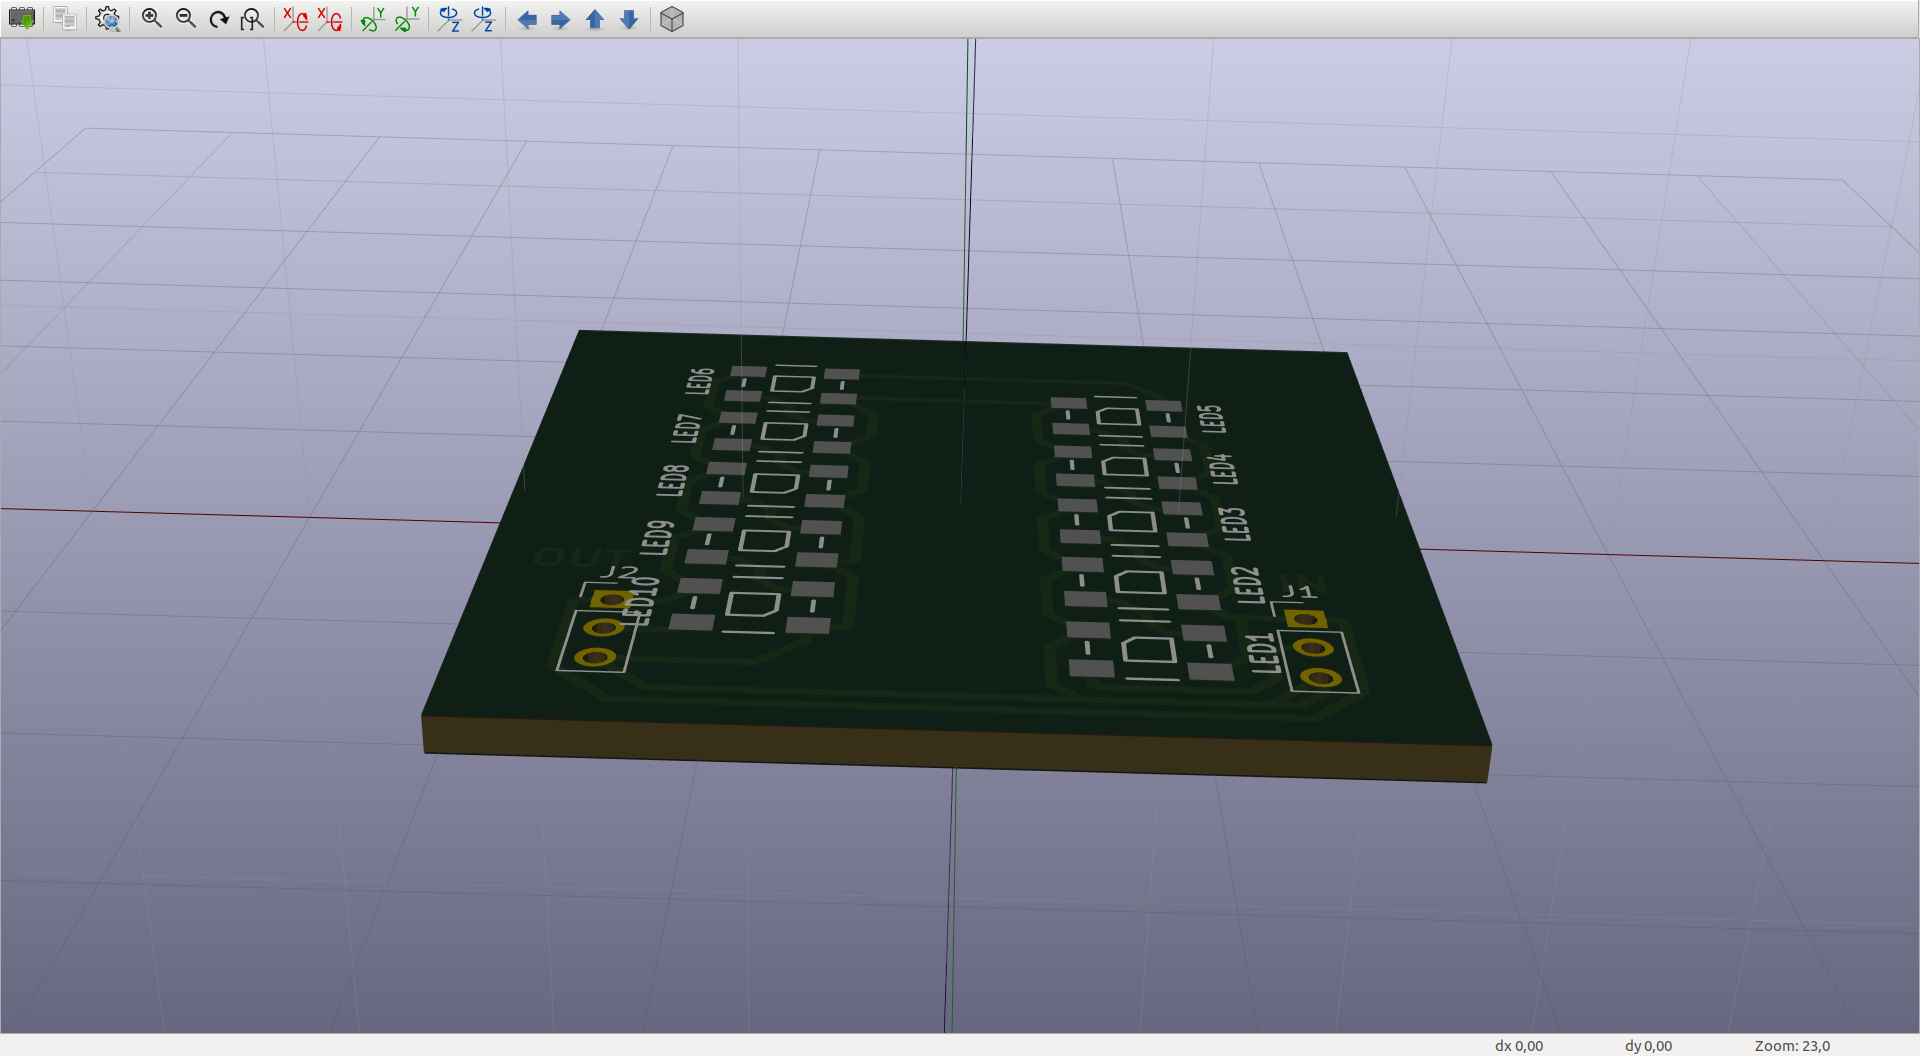 X X Y Y Z Z
LED6
LED5
LED7
LED4
LED8
LED3
LED9
OUT
J2
LED10
LED2
IN
J1
LED1
dx 0,00 dy 0,00 Zoom: 23,0